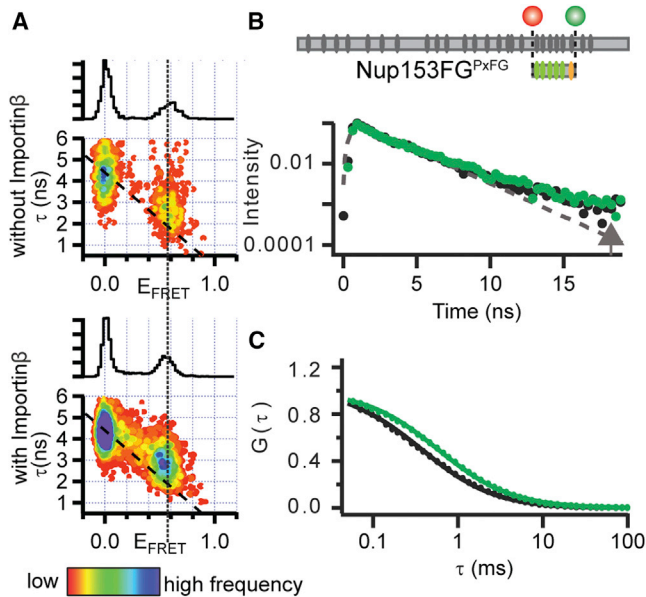 A
without Importinβ
τ (ns)
6
5
4
3
2
1
0.0
E_FRET
1.0
with Importinβ
τ(ns)
6
5
4
3
2
1
0.0
E_FRET
1.0
low
high frequency
B
Nup153FG^PxFG
Intensity
0.01
0.0001
0
5
10
15
Time (ns)
C
G (τ)
1.2
0.8
0.4
0.0
0.1
1
10
100
τ (ms)